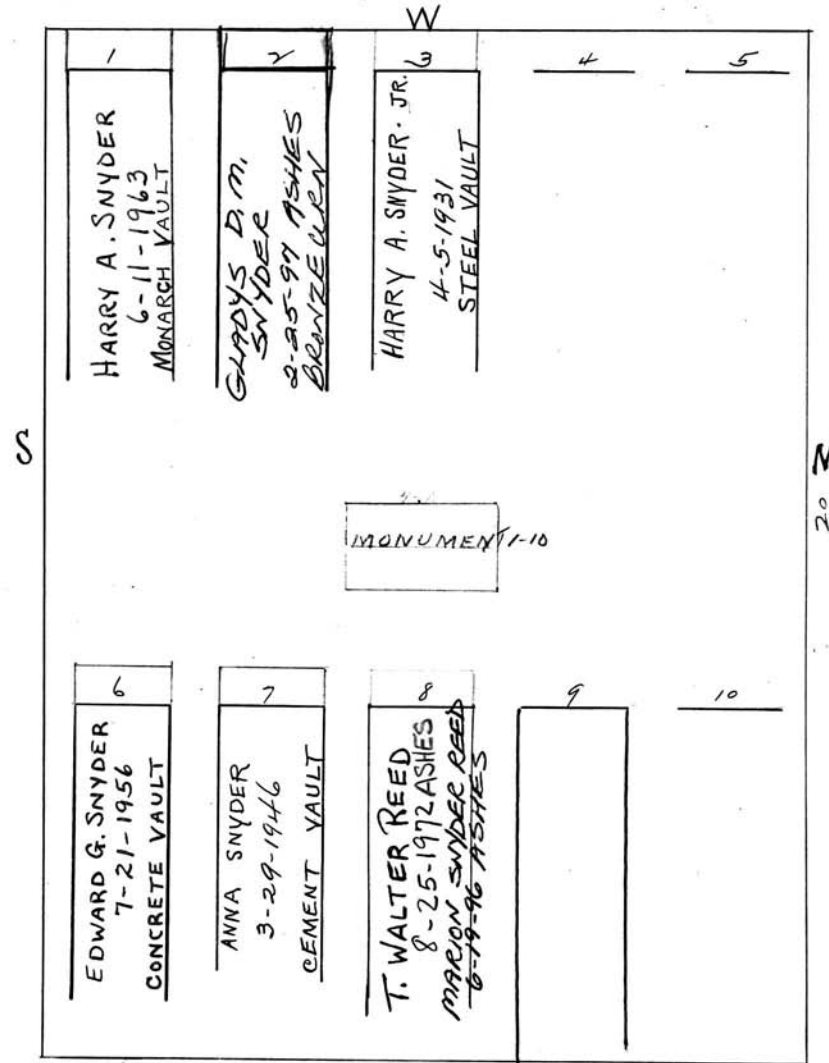 W
1
HARRY A. SNYDER
6-11-1963
MONARCH VAULT
2
GLADYS D. M.
SNYDER
2-25-97 ASHES
BRONZE URN
3
HARRY A. SNYDER. JR.
4-5-1931
STEEL VAULT
4
5
S
N
20
MONUMENT 1-10
6
EDWARD G. SNYDER
7-21-1956
CONCRETE VAULT
7
ANNA SNYDER
3-29-1946
CEMENT VAULT
8
T. WALTER REED
8-25-1972 ASHES
MARION SNYDER REED
6-19-96 ASHES
9
10